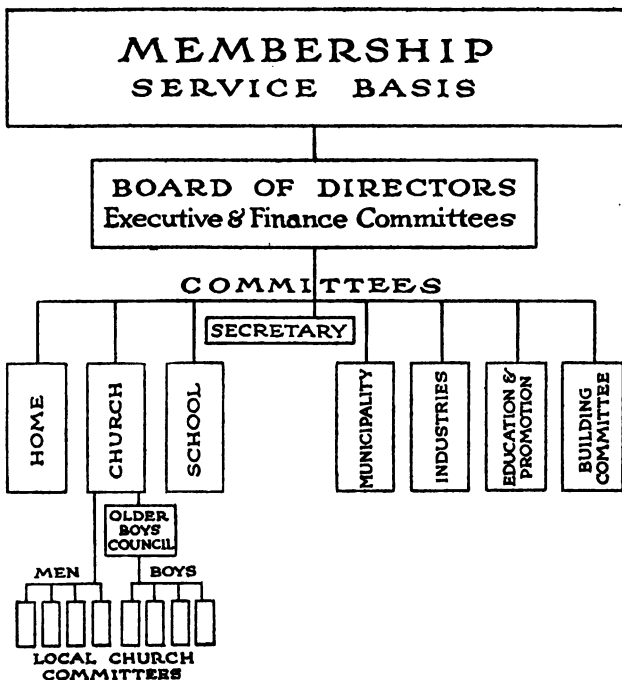 MEMBERSHIP
SERVICE BASIS
BOARD OF DIRECTORS
Executive & Finance Committees
COMMITTEES
SECRETARY
HOME
CHURCH
SCHOOL
MUNICIPALITY
INDUSTRIES
EDUCATION &
PROMOTION
BUILDING
COMMITTEE
OLDER
BOYS
COUNCIL
MEN
BOYS
LOCAL CHURCH
COMMITTEES